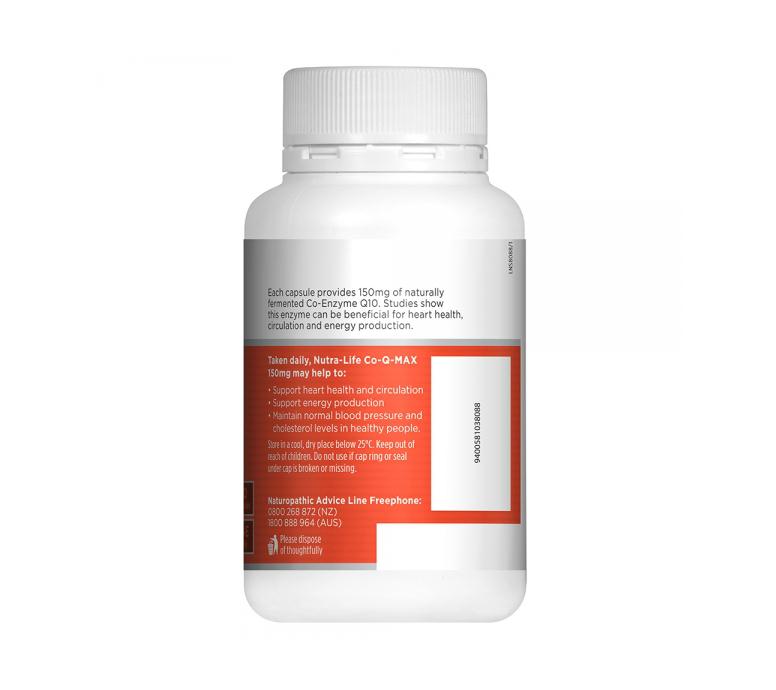 LNS8088/1
Each capsule provides 150mg of naturally
fermented Co-Enzyme Q10. Studies show
this enzyme can be beneficial for heart health,
circulation and energy production.
Taken daily, Nutra-Life Co-Q-MAX
150mg may help to:
• Support heart health and circulation
• Support energy production
• Maintain normal blood pressure and
cholesterol levels in healthy people.
Store in a cool, dry place below 25°C. Keep out of
reach of children. Do not use if cap ring or seal
under cap is broken or missing.
9400581038088
Naturopathic Advice Line Freephone:
0800 268 872 (NZ)
1800 888 964 (AUS)
Please dispose
of thoughtfully